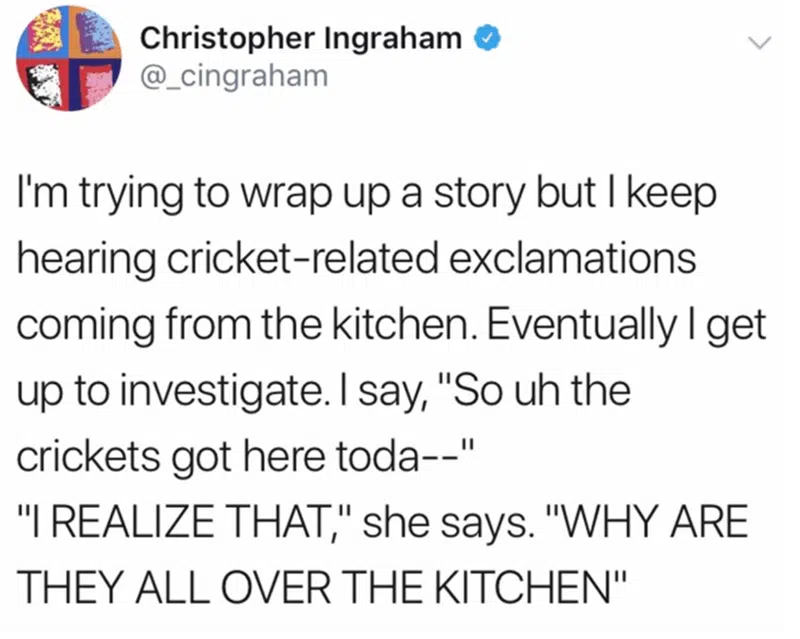 Christopher Ingraham
@_cingraham
I'm trying to wrap up a story but I keep
hearing cricket-related exclamations
coming from the kitchen. Eventually I get
up to investigate. I say, "So uh the
crickets got here toda--"
"I REALIZE THAT," she says. "WHY ARE
THEY ALL OVER THE KITCHEN"